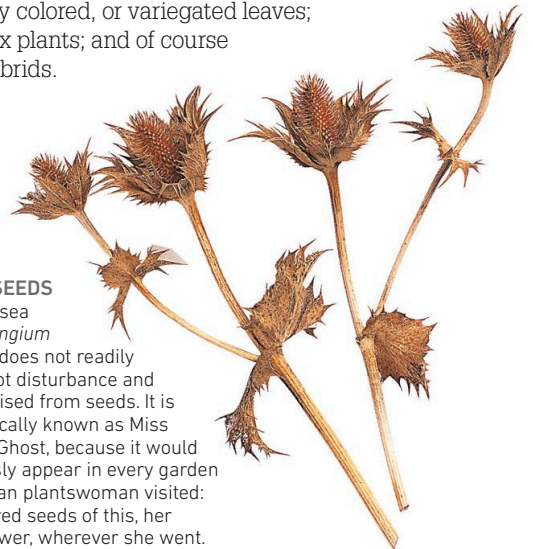 y colored, or variegated leaves;
x plants; and of course
brids.
SEEDS
sea
ngium
does not readily
ot disturbance and
ised from seeds. It is
cally known as Miss
Ghost, because it would
sly appear in every garden
an plantswoman visited:
ed seeds of this, her
wer, wherever she went.